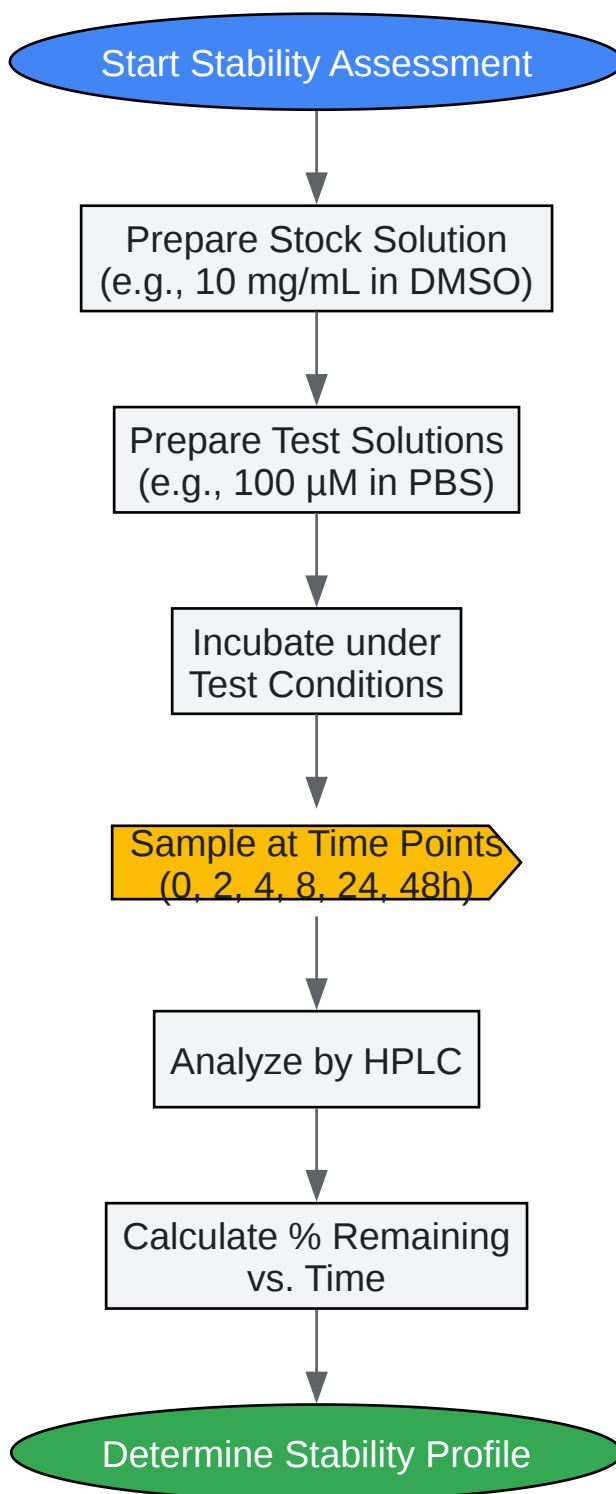 Start Stability Assessment
Prepare Stock Solution
(e.g., 10 mg/mL in DMSO)
Prepare Test Solutions
(e.g., 100 µM in PBS)
Incubate under
Test Conditions
Sample at Time Points
(0, 2, 4, 8, 24, 48h)
Analyze by HPLC
Calculate % Remaining
vs. Time
Determine Stability Profile